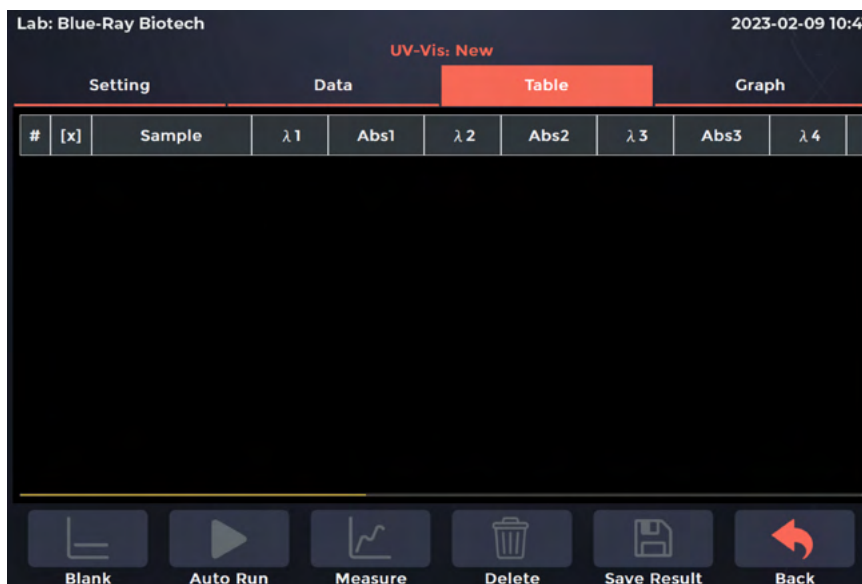 Lab: Blue-Ray Biotech 2023-02-09 10:4
UV-Vis: New
Setting Data Table Graph
# [x] Sample λ1 Abs1 λ2 Abs2 λ3 Abs3 λ4
Blank Auto Run Measure Delete Save Result Back